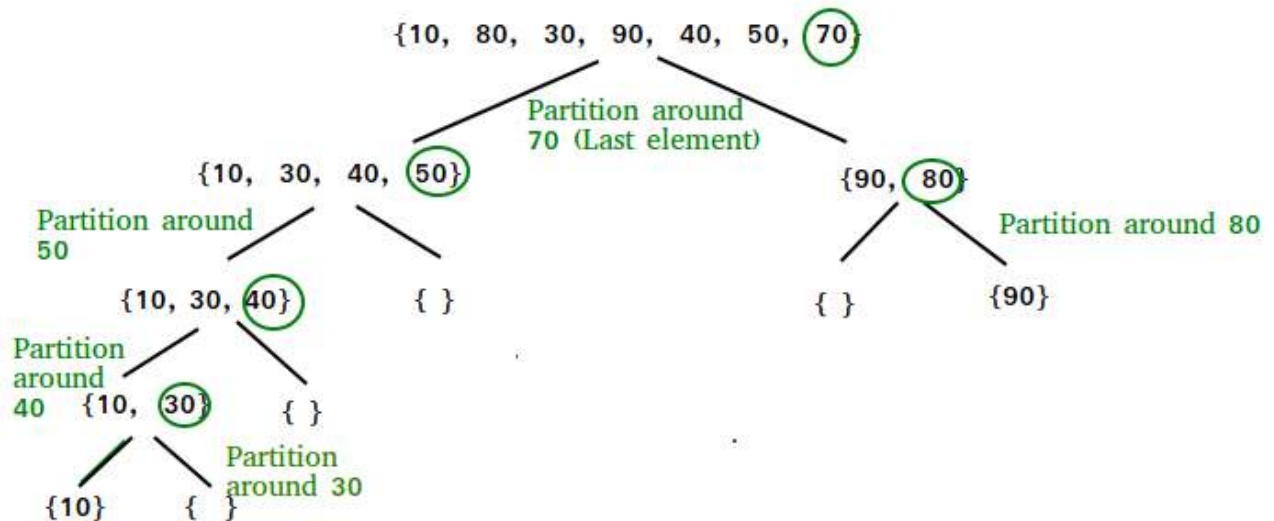 {10, 80, 30, 90, 40, 50, 70}
Partition around
70 (Last element)
{10, 30, 40, 50}
{90, 80}
Partition around
50
Partition around 80
{10, 30, 40}
{ }
{ }
{90}
Partition
around
40
{10, 30}
{ }
Partition
around 30
{10}
{ }